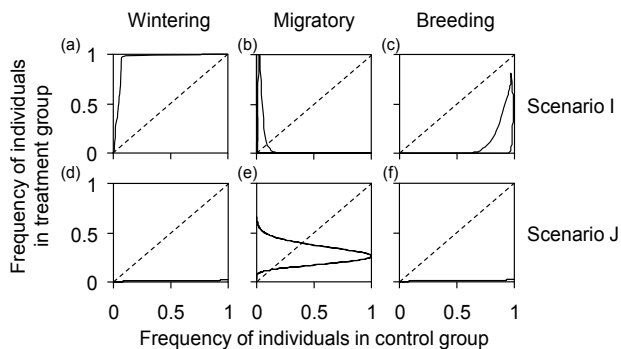 Wintering Migratory Breeding
(a) (b) (c)
1
0.5
0
Scenario I
(d) (e) (f)
1
0.5
0
Scenario J
0 0.5 1 0 0.5 1 0 0.5 1
Frequency of individuals
in treatment group
Frequency of individuals in control group